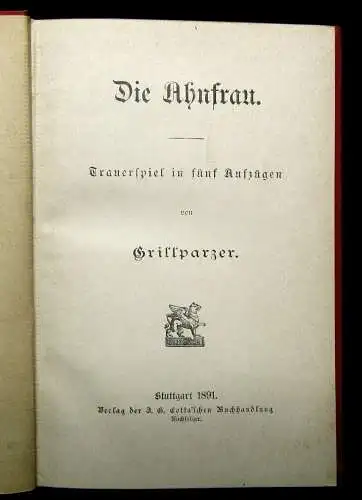 Die Ahnfrau.
Trauerspiel in fünf Aufzügen
von
Grillparzer.
Stuttgart 1891.
Verlag der J. G. Cotta'schen Buchhandlung
Nachfolger.